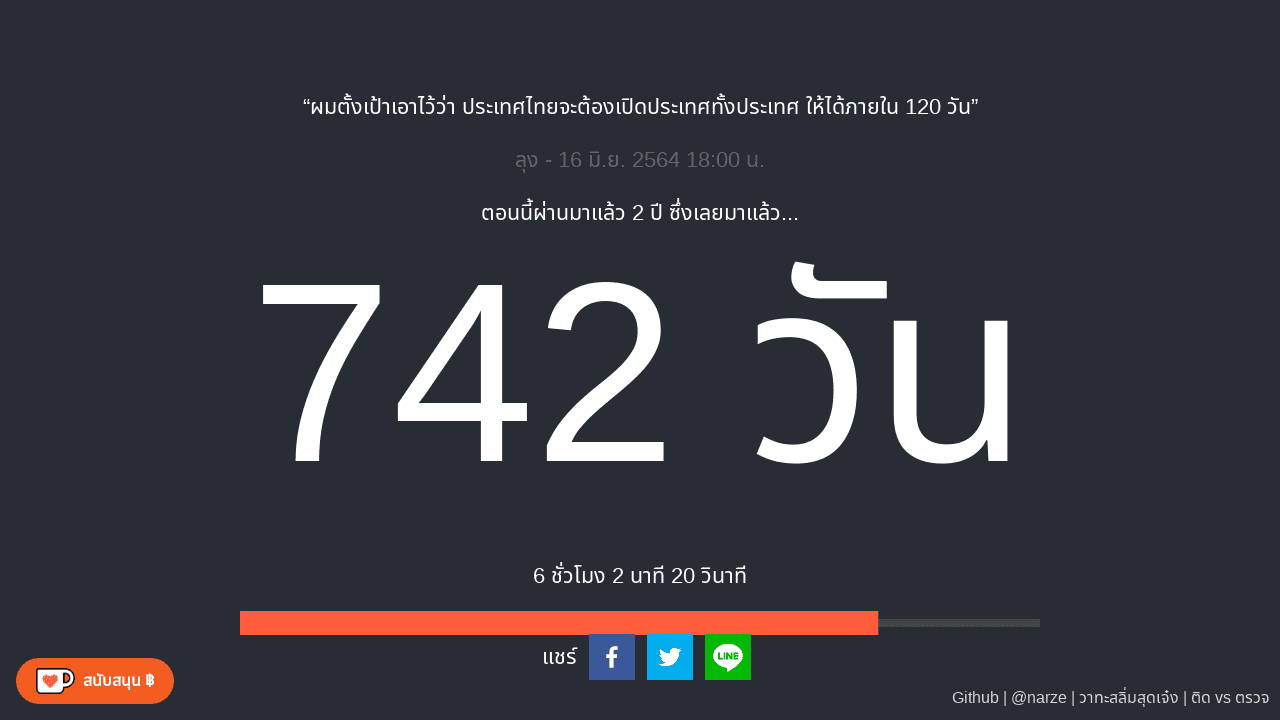 “ผมตั้งเป้าเอาไว้ว่า ประเทศไทยจะต้องเปิดประเทศทั้งประเทศ ให้ได้ภายใน 120 วัน”
ลุง - 16 มิ.ย. 2564 18:00 น.
ตอนนี้ผ่านมาแล้ว 2 ปี ซึ่งเลยมาแล้ว...
742 วัน
6 ชั่วโมง 2 นาที 20 วินาที
แชร์
LINE
สนับสนุน ฿
Github | @narze | วาทะสลิ่มสุดเจ๋ง | ติด vs ตรวจ